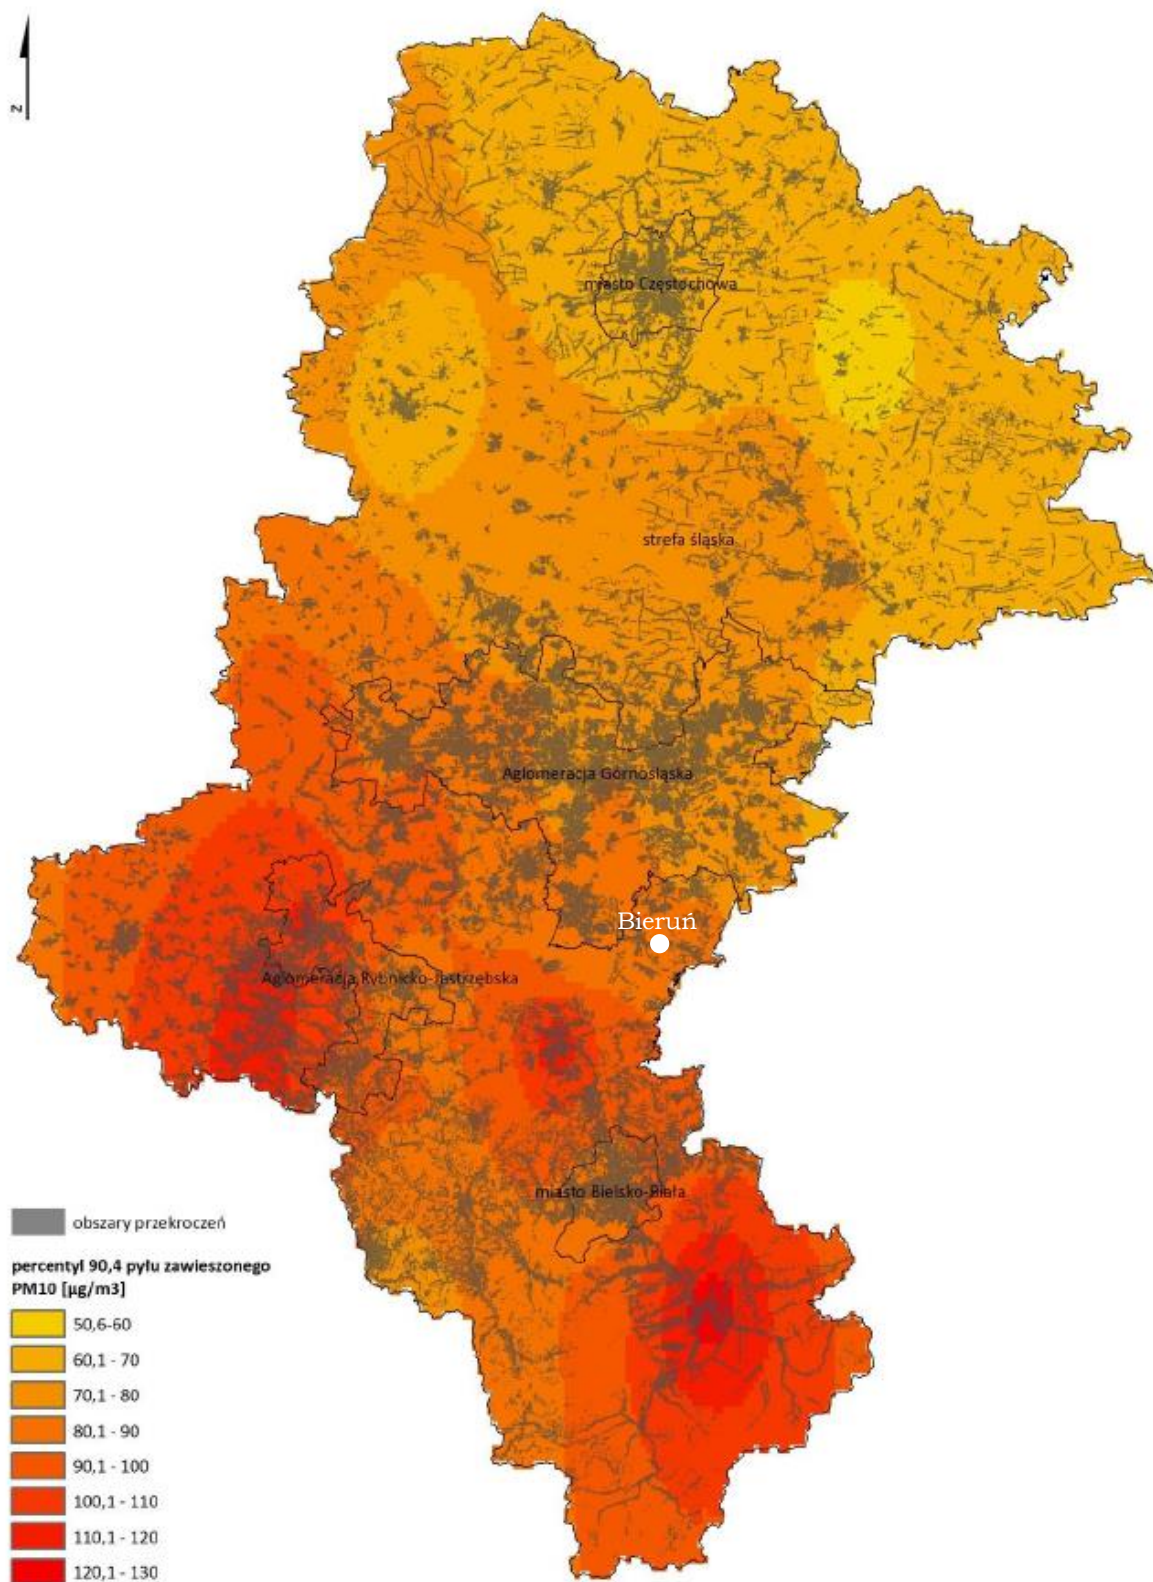 z
miasto Częstochowa
strefa śląska
Aglomeracja Górnośląska
Bieruń
Aglomeracja Rybnicko-Jastrzębska
miasto Bielsko-Biała
obszary przekroczeń
percentyl 90,4 pyłu zawieszonego
PM10 [µg/m3]
50,6-60
60,1 - 70
70,1 - 80
80,1 - 90
90,1 - 100
100,1 - 110
110,1 - 120
120,1 - 130